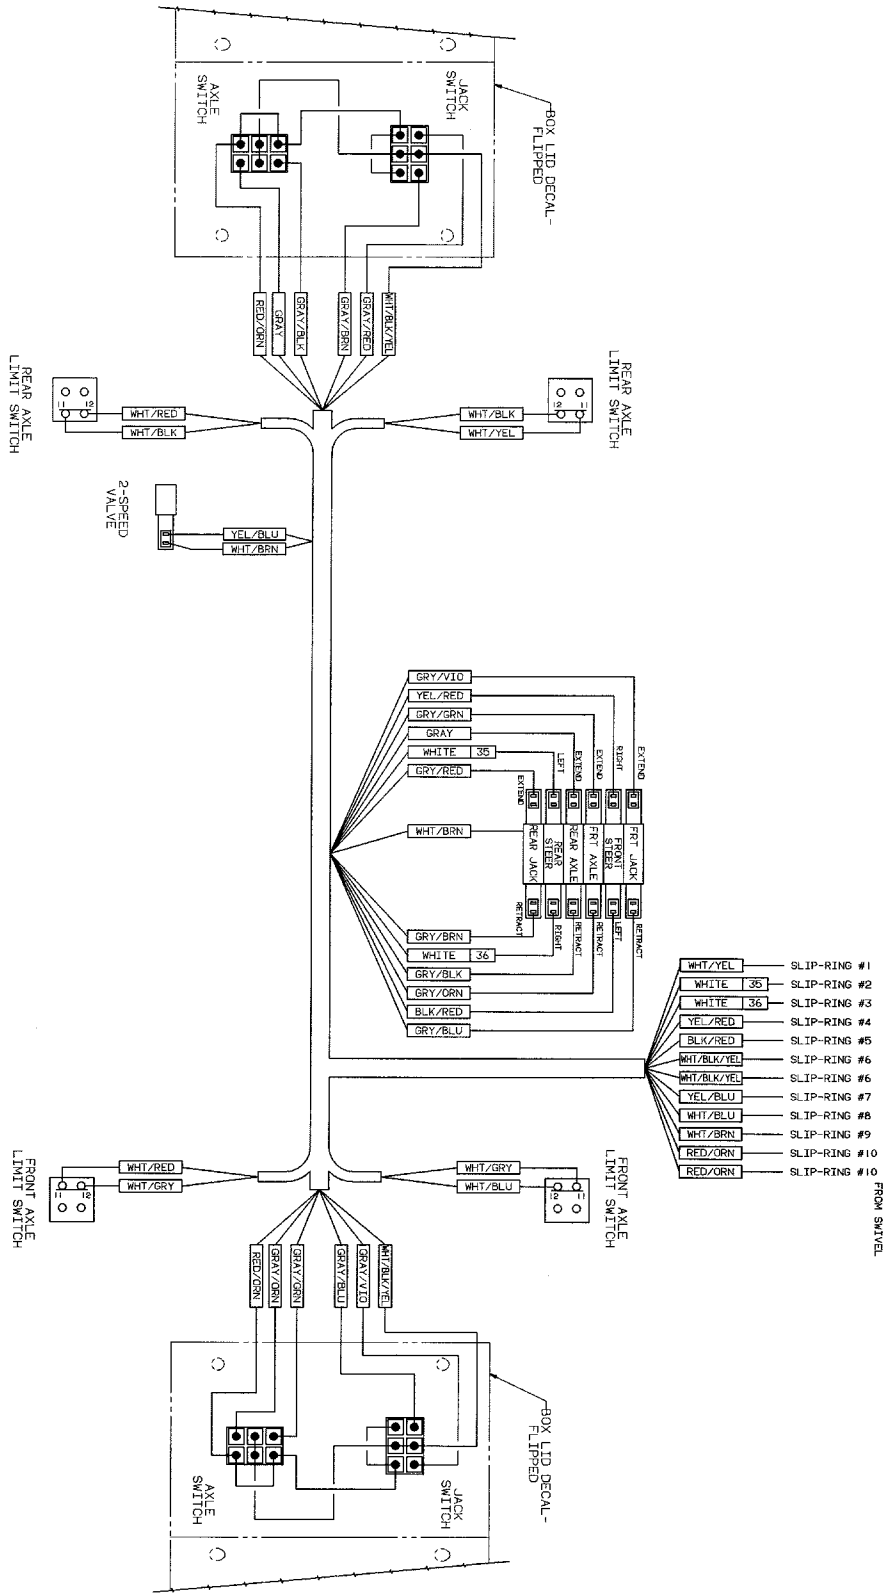 BOX LID DECAL-
FLIPPED
JACK
SWITCH
AXLE
SWITCH
RED/ORN
GRAY
GRAY/BLK
GRAY/BRN
GRAY/RED
WHT/BLK/YEL
REAR AXLE
LIMIT SWITCH
11
12
WHT/RED
WHT/BLK
WHT/BLK
WHT/YEL
12
11
REAR AXLE
LIMIT SWITCH
2-SPEED
VALVE
YEL/BLU
WHT/BRN
GRY/VIO
YEL/RED
GRY/GRN
GRAY
WHITE 35
GRY/RED
WHT/BRN
GRY/BRN
WHITE 36
GRY/BLK
GRY/ORN
BLK/RED
GRY/BLU
EXTEND
LEFT
EXTEND
EXTEND
RIGHT
EXTEND
REAR JACK
REAR
STEER
REAR AXLE
FRT AXLE
FRONT
STEER
FRT JACK
RETRACT
RIGHT
RETRACT
RETRACT
LEFT
RETRACT
WHT/YEL SLIP-RING #1
WHITE 35 SLIP-RING #2
WHITE 36 SLIP-RING #3
YEL/RED SLIP-RING #4
BLK/RED SLIP-RING #5
WHT/BLK/YEL SLIP-RING #6
WHT/BLK/YEL SLIP-RING #6
YEL/BLU SLIP-RING #7
WHT/BLU SLIP-RING #8
WHT/BRN SLIP-RING #9
RED/ORN SLIP-RING #10
RED/ORN SLIP-RING #10
FROM SWIVEL
FRONT AXLE
LIMIT SWITCH
11
12
WHT/RED
WHT/GRY
WHT/GRY
WHT/BLU
12
11
FRONT AXLE
LIMIT SWITCH
RED/ORN
GRAY/ORN
GRAY/GRN
GRAY/BLU
GRAY/VIO
WHT/BLK/YEL
BOX LID DECAL-
FLIPPED
AXLE
SWITCH
JACK
SWITCH